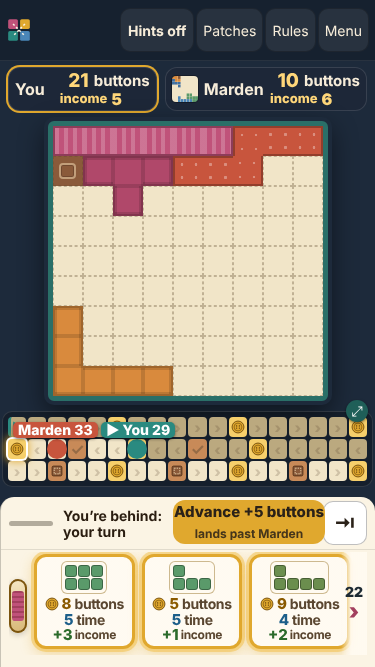 Hints off
Patches
Rules
Menu
You
21 buttons
income 5
Marden
10 buttons
income 6
Marden 33
▶ You 29
You're behind:
your turn
Advance +5 buttons
lands past Marden
8 buttons
5 time
+3 income
5 buttons
5 time
+1 income
9 buttons
4 time
+2 income
22